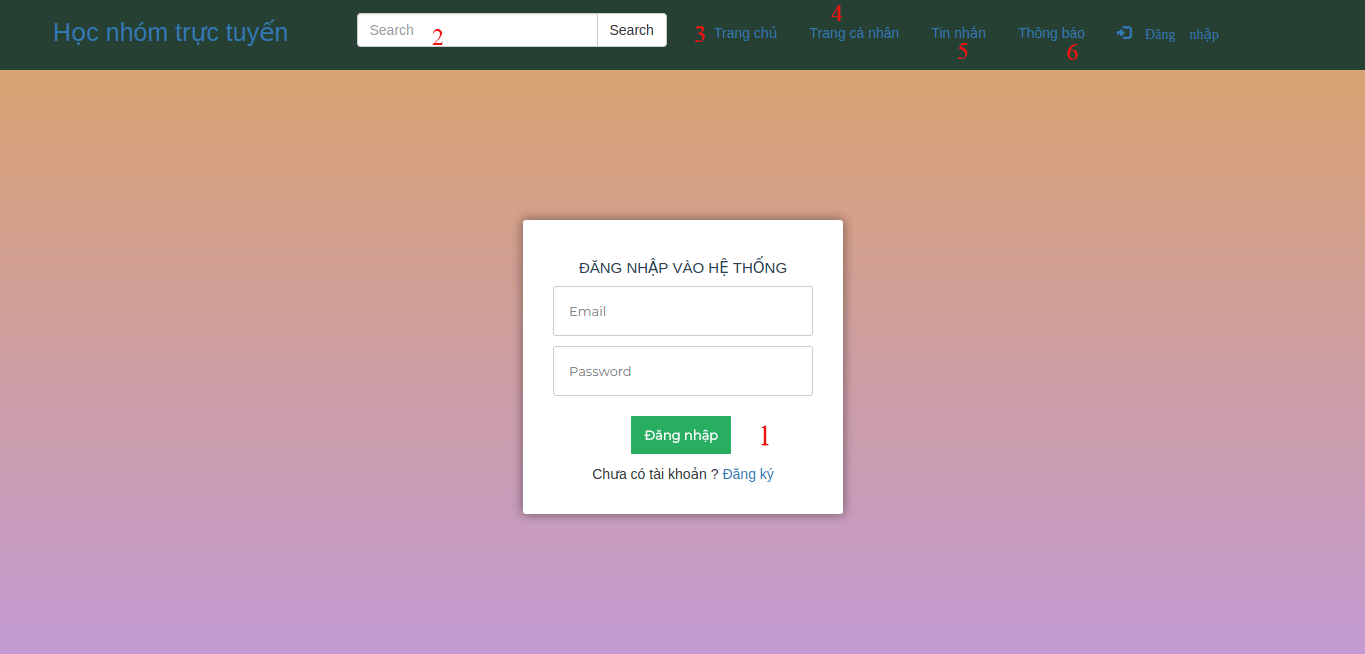 Học nhóm trực tuyến
Search 2 Search
3 Trang chủ
4
Trang cá nhân
Tin nhắn
5
Thông báo
6
Đăng nhập
ĐĂNG NHẬP VÀO HỆ THỐNG
Email
Password
Đăng nhập 1
Chưa có tài khoản ? Đăng ký